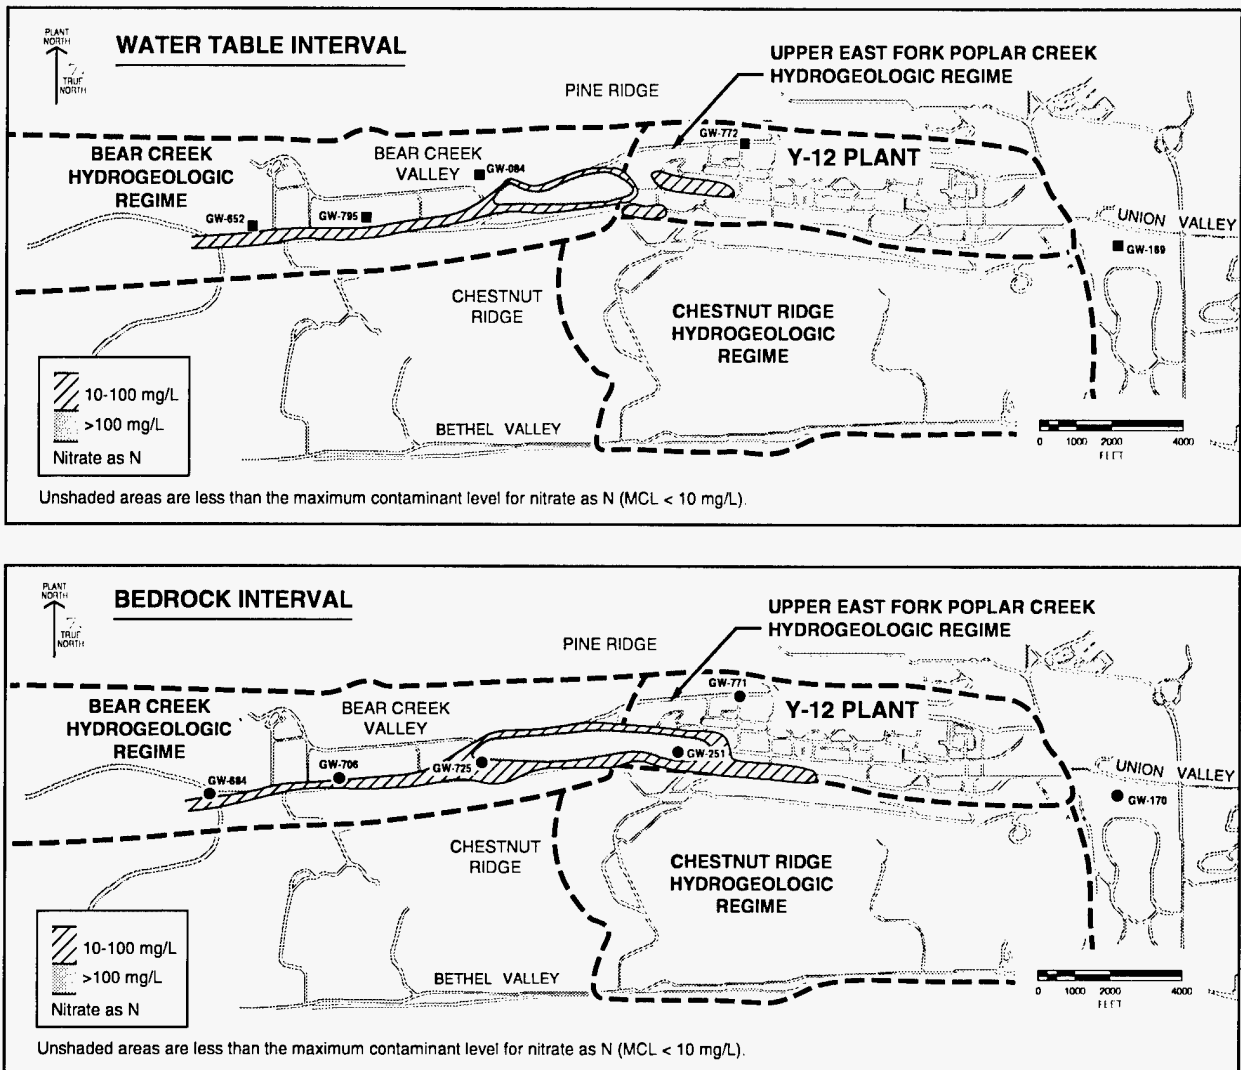 PLANT
NORTH
TRUE
NORTH
WATER TABLE INTERVAL
UPPER EAST FORK POPLAR CREEK
HYDROGEOLOGIC REGIME
PINE RIDGE
BEAR CREEK
HYDROGEOLOGIC
REGIME
BEAR CREEK
VALLEY
GW-084
GW-772
Y-12 PLANT
GW-652
GW-795
UNION VALLEY
GW-169
CHESTNUT
RIDGE
CHESTNUT RIDGE
HYDROGEOLOGIC
REGIME
10-100 mg/L
>100 mg/L
Nitrate as N
BETHEL VALLEY
0 1000 2000 4000
FEET
Unshaded areas are less than the maximum contaminant level for nitrate as N (MCL < 10 mg/L).
PLANT
NORTH
TRUE
NORTH
BEDROCK INTERVAL
UPPER EAST FORK POPLAR CREEK
HYDROGEOLOGIC REGIME
PINE RIDGE
BEAR CREEK
HYDROGEOLOGIC
REGIME
BEAR CREEK
VALLEY
GW-771
Y-12 PLANT
GW-684
GW-706
GW-725
GW-251
UNION VALLEY
GW-170
CHESTNUT
RIDGE
CHESTNUT RIDGE
HYDROGEOLOGIC
REGIME
10-100 mg/L
>100 mg/L
Nitrate as N
BETHEL VALLEY
0 1000 2000 4000
FEET
Unshaded areas are less than the maximum contaminant level for nitrate as N (MCL < 10 mg/L).